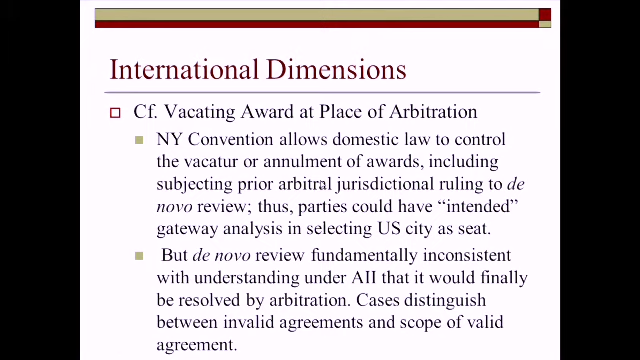 International Dimensions
Cf. Vacating Award at Place of Arbitration
NY Convention allows domestic law to control
the vacatur or annulment of awards, including
subjecting prior arbitral jurisdictional ruling to de
novo review; thus, parties could have “intended”
gateway analysis in selecting US city as seat.
But de novo review fundamentally inconsistent
with understanding under AII that it would finally
be resolved by arbitration. Cases distinguish
between invalid agreements and scope of valid
agreement.